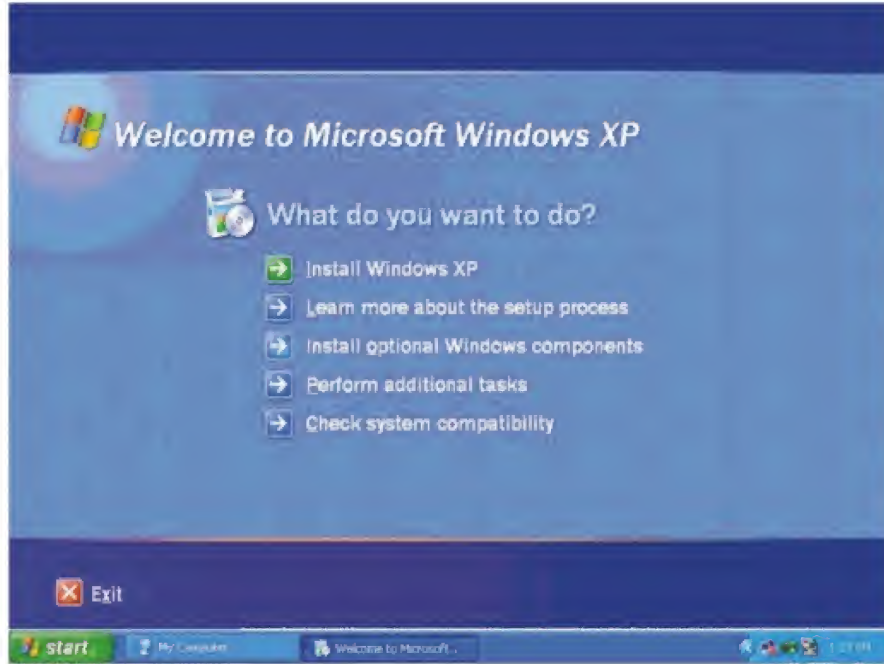 Welcome to Microsoft Windows XP
What do you want to do?
Install Windows XP
Learn more about the setup process
Install optional Windows components
Perform additional tasks
Check system compatibility
Exit
start
My Computer
Welcome to Microsoft...